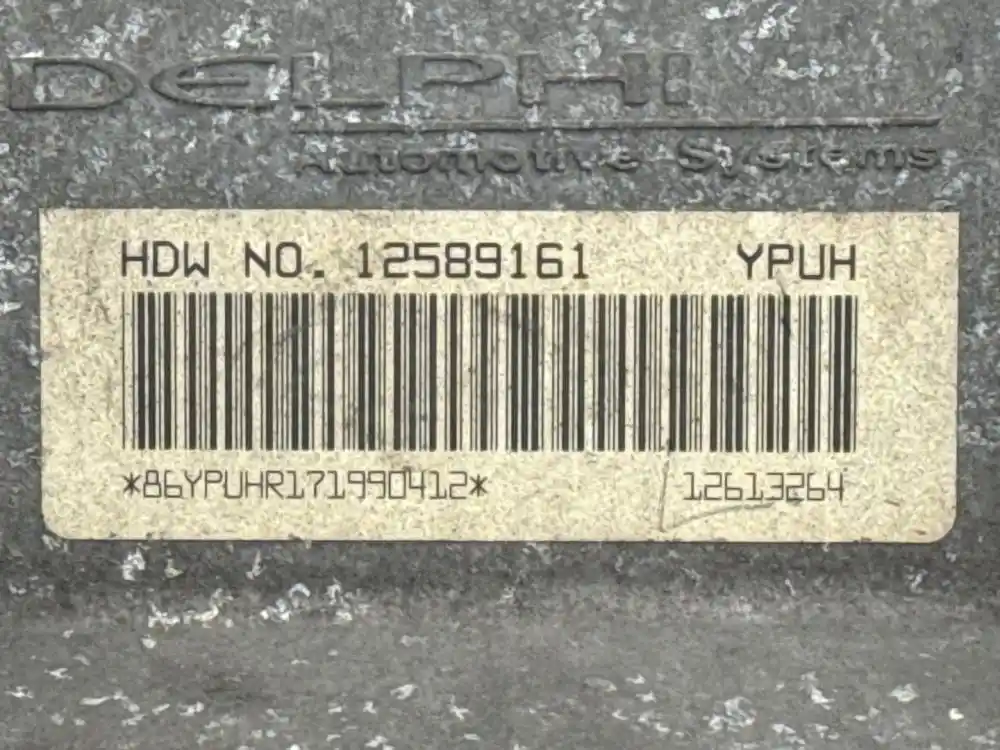 DELPHI
Automotive Systems
HDW NO. 12589161 YPUH
*86YPUHR171990412* 12613264